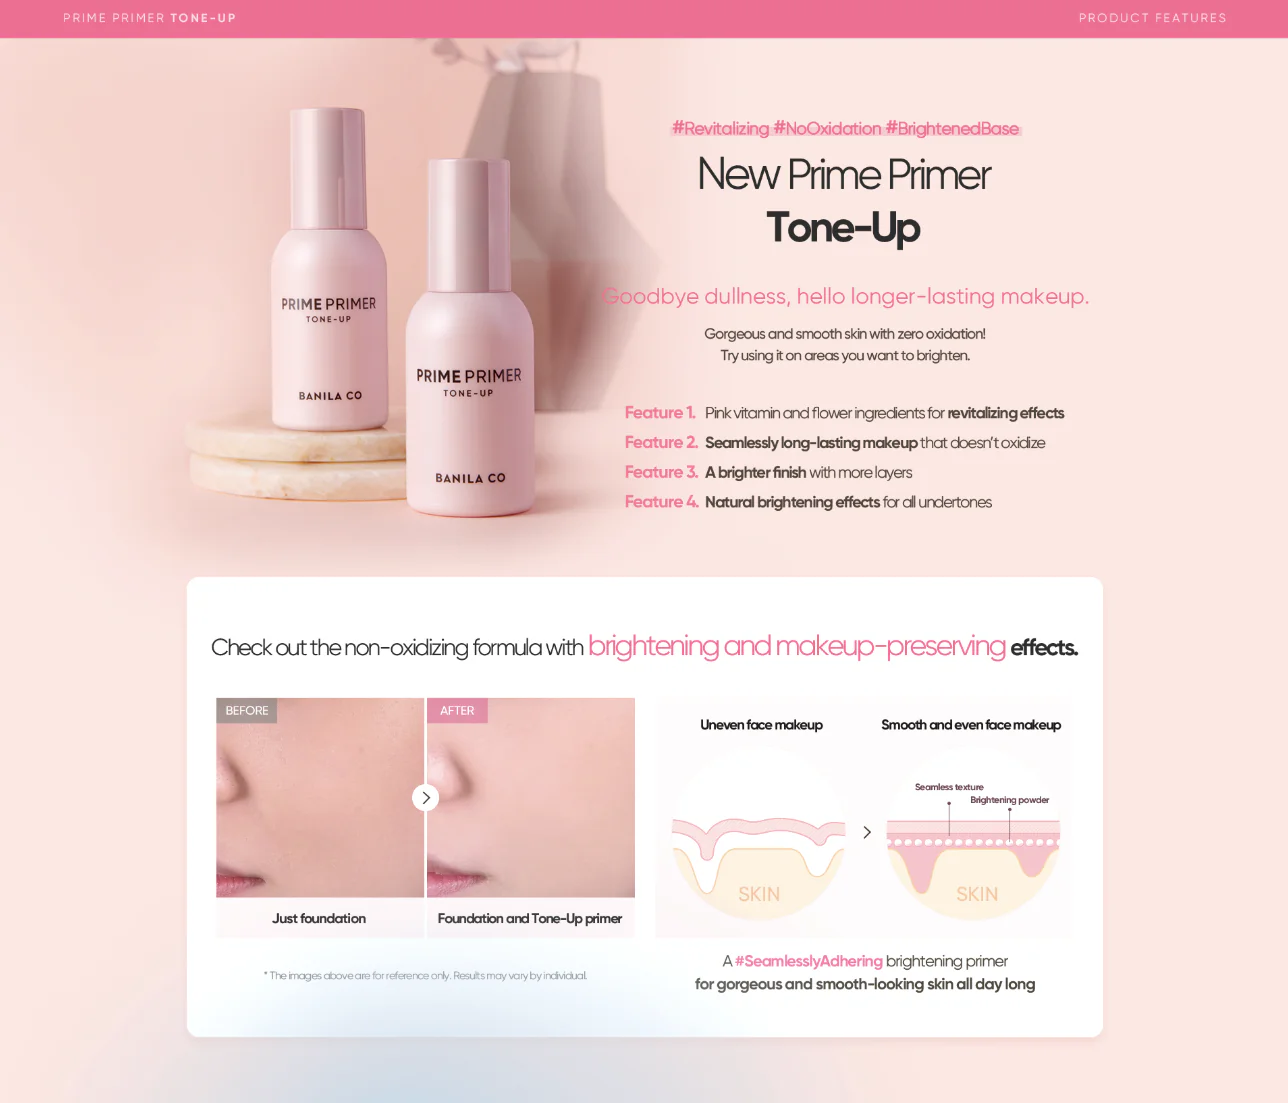 PRIME PRIMER TONE-UP
PRODUCT FEATURES
#Revitalizing #NoOxidation #BrightenedBase
New Prime Primer
Tone-Up
Goodbye dullness, hello longer-lasting makeup.
Gorgeous and smooth skin with zero oxidation!
Try using it on areas you want to brighten.
Feature 1. Pink vitamin and flower ingredients for revitalizing effects
Feature 2. Seamlessly long-lasting makeup that doesn't oxidize
Feature 3. A brighter finish with more layers
Feature 4. Natural brightening effects for all undertones
PRIME PRIMER
TONE-UP
BANILA CO
PRIME PRIMER
TONE-UP
BANILA CO
Check out the non-oxidizing formula with brightening and makeup-preserving effects.
BEFORE
AFTER
Just foundation
Foundation and Tone-Up primer
* The images above are for reference only. Results may vary by individual.
Uneven face makeup
Smooth and even face makeup
Seamless texture
Brightening powder
SKIN
SKIN
A #SeamlesslyAdhering brightening primer
for gorgeous and smooth-looking skin all day long